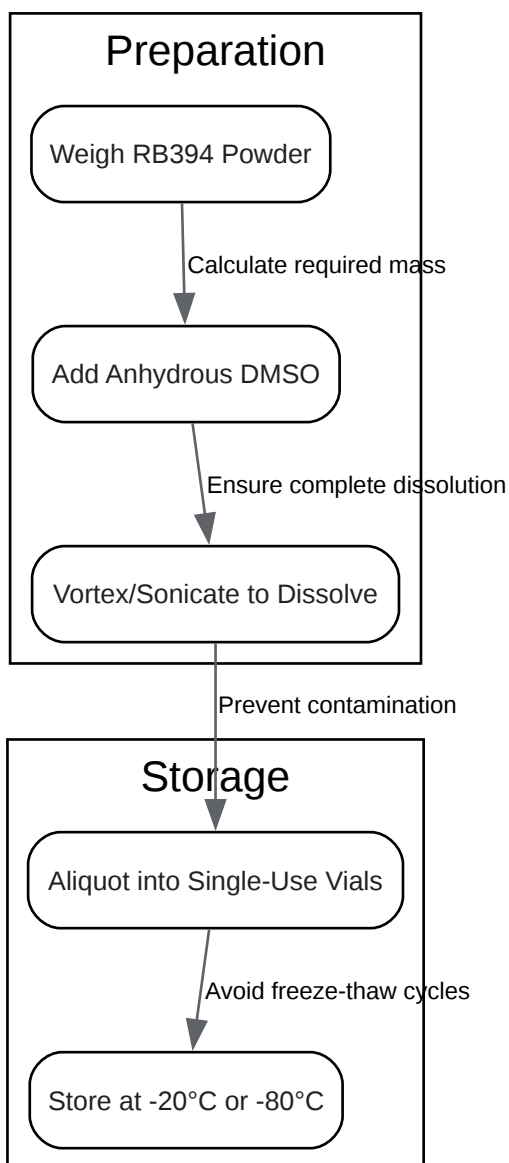 Preparation
Weigh RB394 Powder
Calculate required mass
Add Anhydrous DMSO
Ensure complete dissolution
Vortex/Sonicate to Dissolve
Prevent contamination
Storage
Aliquot into Single-Use Vials
Avoid freeze-thaw cycles
Store at -20°C or -80°C